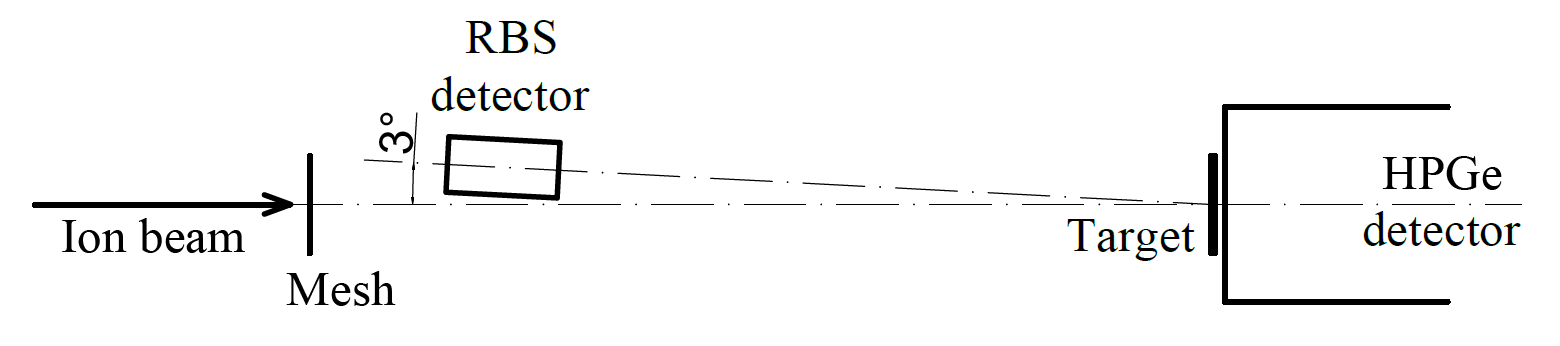 RBS
detector
3°
Ion beam
Mesh
Target
HPGe
detector